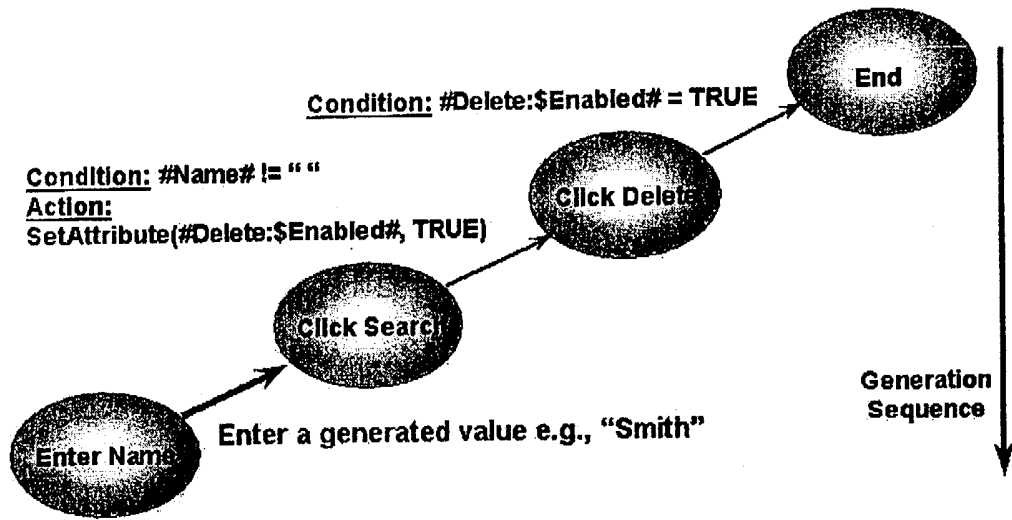 End
Condition: #Delete:$Enabled# = TRUE
Condition: #Name# != “ “
Action:
SetAttribute(#Delete:$Enabled#, TRUE)
Click Delete
Click Search
Generation
Sequence
Enter a generated value e.g., “Smith”
Enter Name